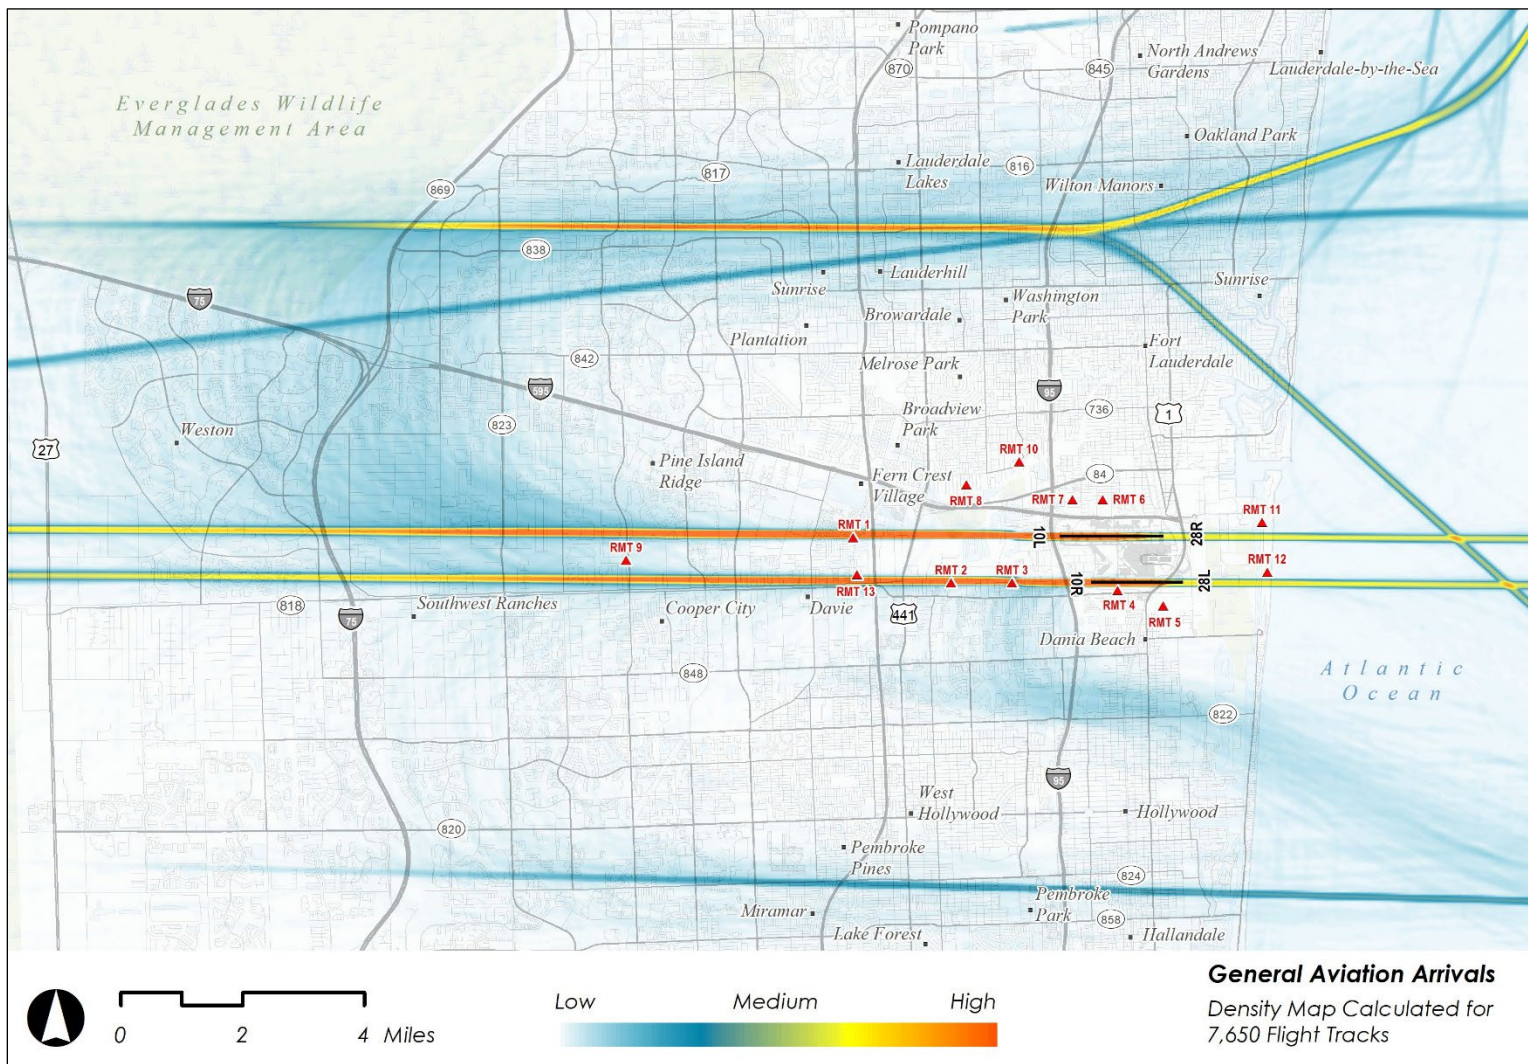 Pompano
Park
870
845
North Andrews
Gardens
Lauderdale-by-the-Sea
Everglades Wildlife
Management Area
Oakland Park
Lauderdale
Lakes
816
817
869
Wilton Manors
838
Lauderhill
Sunrise
Sunrise
75
Washington
Park
Browardale
Plantation
Fort
Lauderdale
842
Melrose Park
595
95
736
1
Broadview
Park
823
Weston
27
RMT 10
Pine Island
Ridge
84
Fern Crest
Village
RMT 8
RMT 7
RMT 6
RMT 11
RMT 1
10L
28R
RMT 9
RMT 12
RMT 2
RMT 3
10R
28L
RMT 13
RMT 4
818
Southwest Ranches
Cooper City
Davie
75
441
RMT 5
Dania Beach
848
Atlantic
Ocean
822
95
West
Hollywood
Hollywood
820
Pembroke
Pines
824
Pembroke
Park
Miramar
858
Lake Forest
Hallandale
General Aviation Arrivals
Density Map Calculated for
7,650 Flight Tracks
Low Medium High
0 2 4 Miles